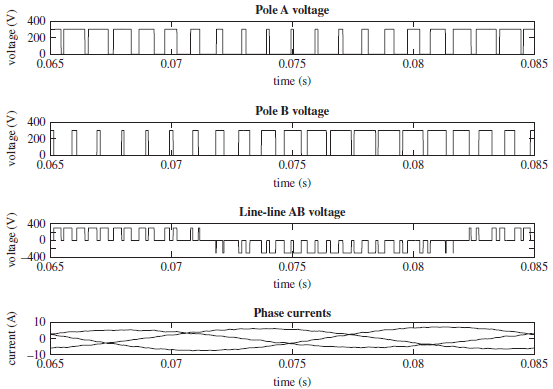 Pole A voltage
voltage (V)
400
200
0
0.065 0.07 0.075 0.08 0.085
time (s)
Pole B voltage
voltage (V)
400
200
0
0.065 0.07 0.075 0.08 0.085
time (s)
Line-line AB voltage
voltage (V)
400
0
−400
0.065 0.07 0.075 0.08 0.085
time (s)
Phase currents
current (A)
10
0
−10
0.065 0.07 0.075 0.08 0.085
time (s)